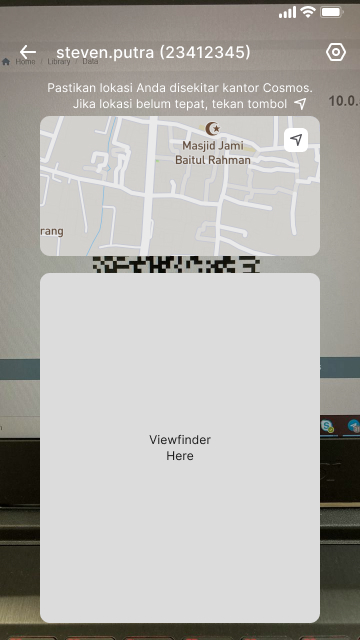 steven.putra (23412345)
Home / Library / Data
Pastikan lokasi Anda disekitar kantor Cosmos.
Jika lokasi belum tepat, tekan tombol
10.0.
Masjid Jami
Baitul Rahman
rang
Viewfinder
Here